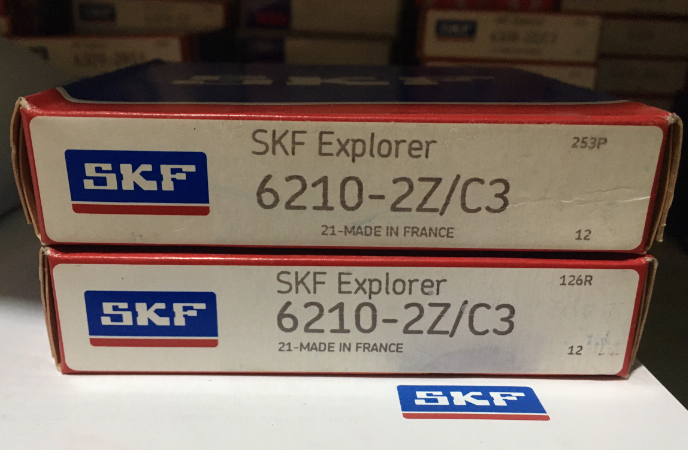 SKF
SKF Explorer
253P
SKF
6210-2Z/C3
21-MADE IN FRANCE
12
SKF Explorer
126R
SKF
6210-2Z/C3
21-MADE IN FRANCE
12
SKF